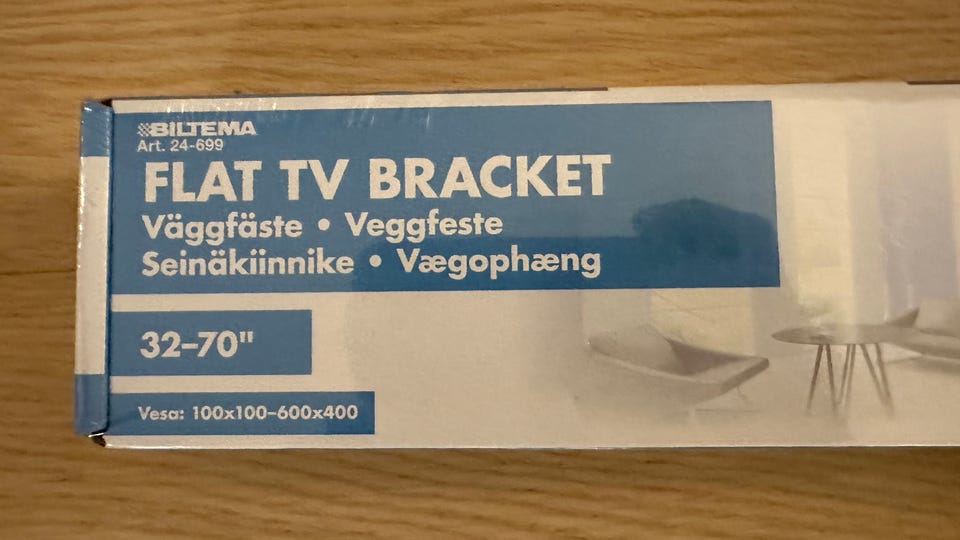 BILTEMA
Art. 24-699
FLAT TV BRACKET
Väggfäste • Veggfeste
Seinäkiinnike • Vægophæng
32–70"
Vesa: 100x100–600x400